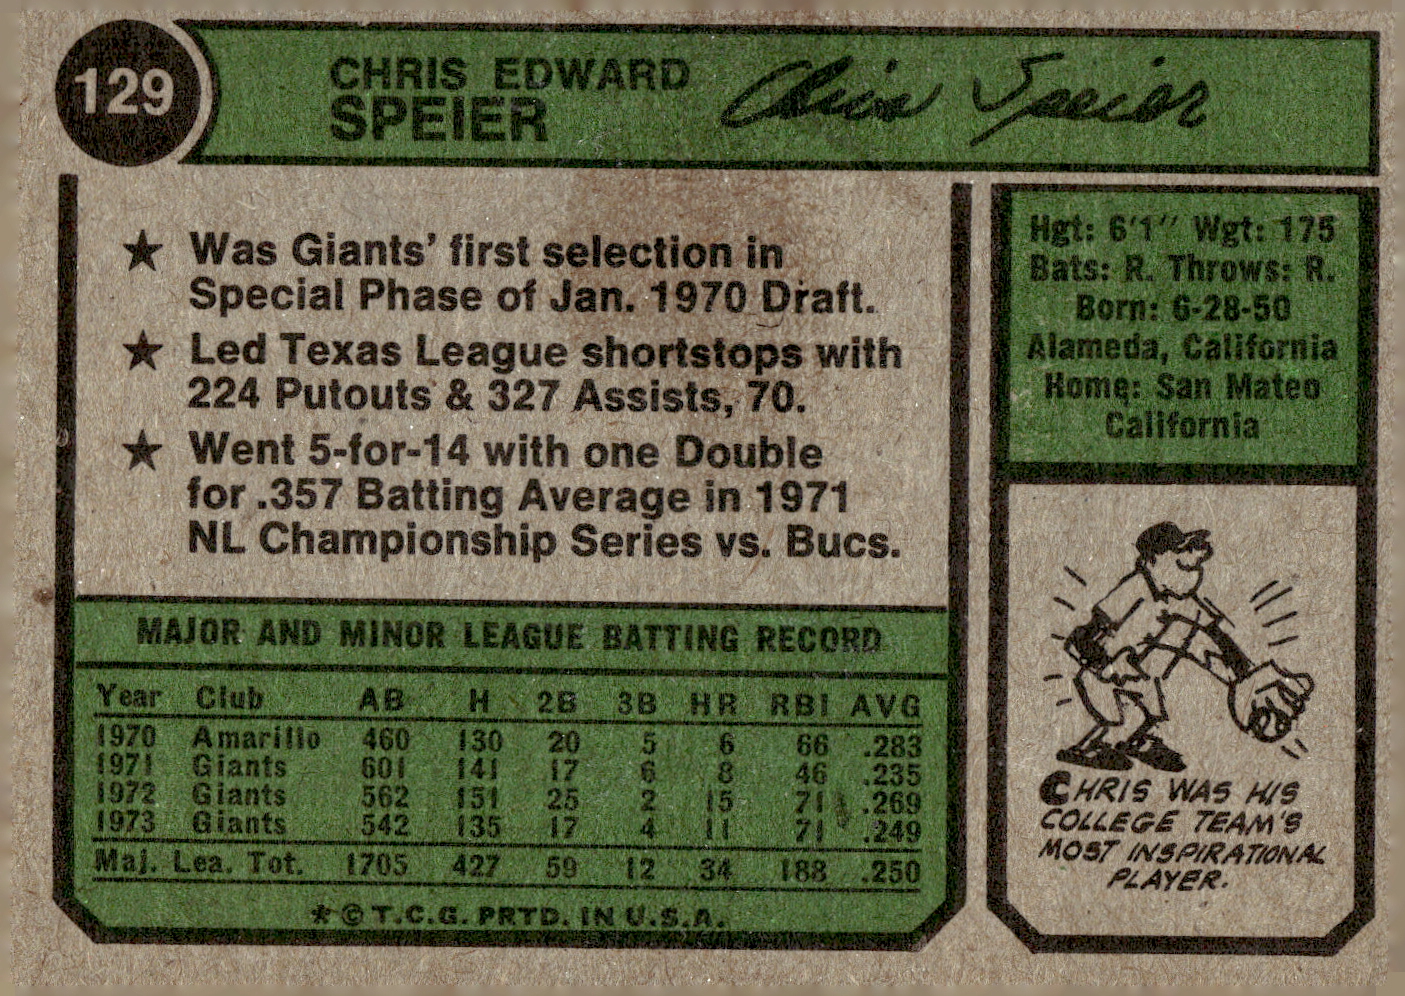 129
CHRIS EDWARD
SPEIER
Chris Speier
★ Was Giants' first selection in
Special Phase of Jan. 1970 Draft.
★ Led Texas League shortstops with
224 Putouts & 327 Assists, 70.
★ Went 5-for-14 with one Double
for .357 Batting Average in 1971
NL Championship Series vs. Bucs.
MAJOR AND MINOR LEAGUE BATTING RECORD
Year Club AB H 2B 3B HR RBI AVG
1970 Amarillo 460 130 20 5 6 66 .283
1971 Giants 601 141 17 6 8 46 .235
1972 Giants 562 151 25 2 15 71 .269
1973 Giants 542 135 17 4 11 71 .249
Maj. Lea. Tot. 1705 427 59 12 34 188 .250
* © T.C.G. PRTD. IN U.S.A.
Hgt: 6'1" Wgt: 175
Bats: R. Throws: R.
Born: 6-28-50
Alameda, California
Home: San Mateo
California
CHRIS WAS HIS
COLLEGE TEAM'S
MOST INSPIRATIONAL
PLAYER.